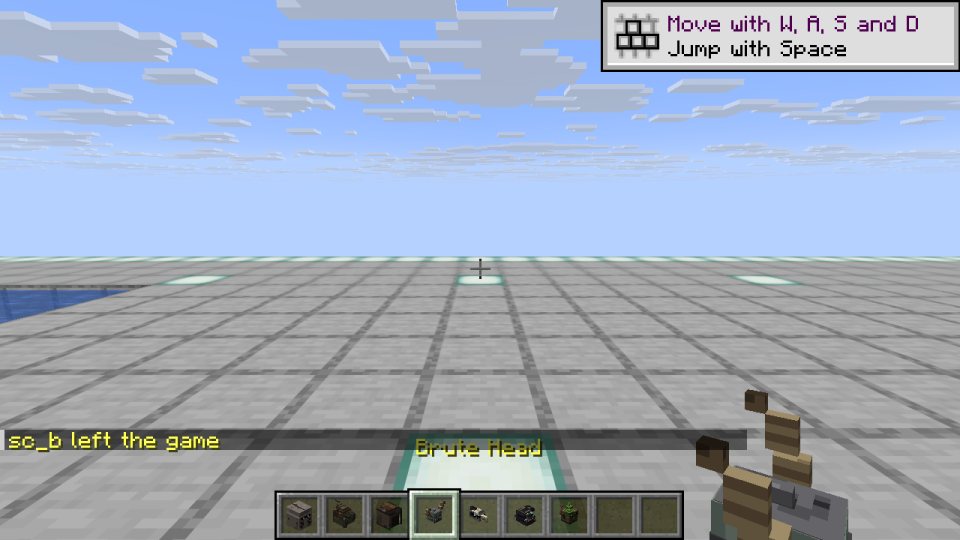 Move with W, A, S and D
Jump with Space
sc_b left the game
Brute Head